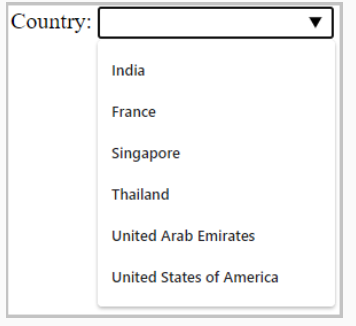 Country:
India
France
Singapore
Thailand
United Arab Emirates
United States of America